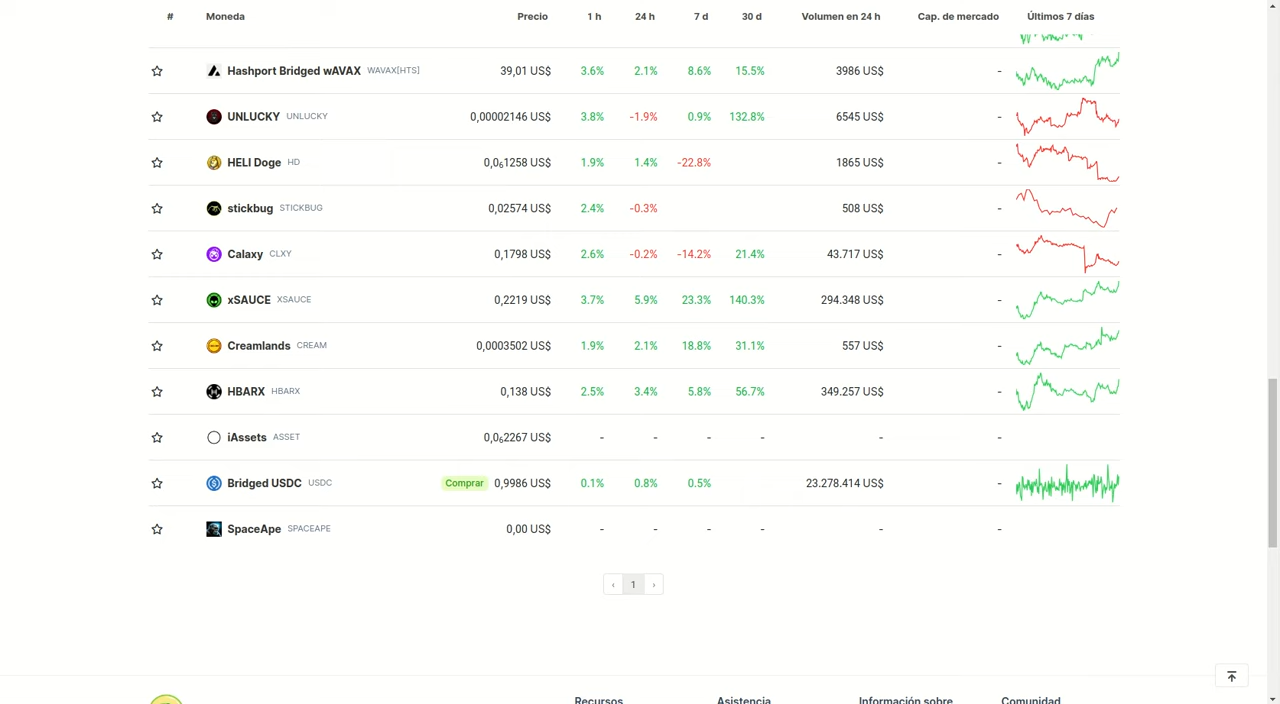 # Moneda Precio 1 h 24 h 7 d 30 d Volumen en 24 h Cap. de mercado Últimos 7 días
Hashport Bridged wAVAX WAVAX[HTS] 39,01 US$ 3.6% 2.1% 8.6% 15.5% 3986 US$ -
UNLUCKY UNLUCKY 0,00002146 US$ 3.8% -1.9% 0.9% 132.8% 6545 US$ -
HELI Doge HD 0,0₆1258 US$ 1.9% 1.4% -22.8% 1865 US$ -
stickbug STICKBUG 0,02574 US$ 2.4% -0.3% 508 US$ -
Calaxy CLXY 0,1798 US$ 2.6% -0.2% -14.2% 21.4% 43.717 US$ -
xSAUCE XSAUCE 0,2219 US$ 3.7% 5.9% 23.3% 140.3% 294.348 US$ -
Creamlands CREAM 0,0003502 US$ 1.9% 2.1% 18.8% 31.1% 557 US$ -
HBARX HBARX 0,138 US$ 2.5% 3.4% 5.8% 56.7% 349.257 US$ -
iAssets ASSET 0,0₆2267 US$ - - - - - -
Bridged USDC USDC Comprar 0,9986 US$ 0.1% 0.8% 0.5% 23.278.414 US$ -
SpaceApe SPACEAPE 0,00 US$ - - - - - -
‹ 1 ›
Recursos Asistencia Información sobre Comunidad